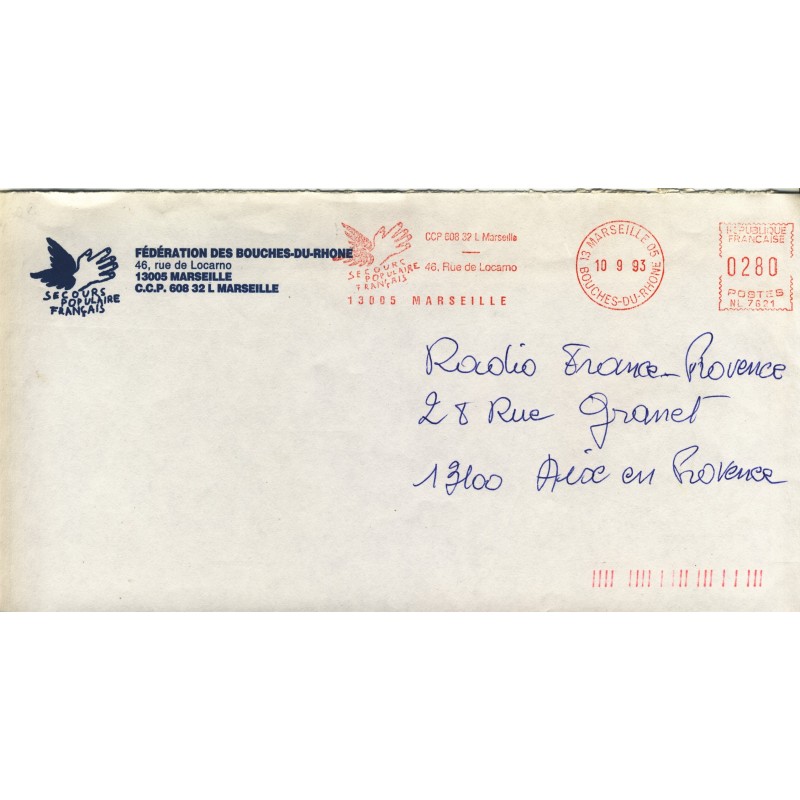 SECOURS
POPULAIRE
FRANÇAIS
FÉDÉRATION DES BOUCHES-DU-RHONE
46, rue de Locarno
13005 MARSEILLE
C.C.P. 608 32 L MARSEILLE
SECOURS
POPULAIRE
FRANÇAIS
CCP 608 32 L Marseille
46, Rue de Locarno
13005 MARSEILLE
13 MARSEILLE 05
10 9 93
BOUCHES-DU-RHONE
REPUBLIQUE
FRANCAISE
0280
POSTES
NL 7621
Radio France-Provence
28 Rue Granet
13100 Aix en Provence